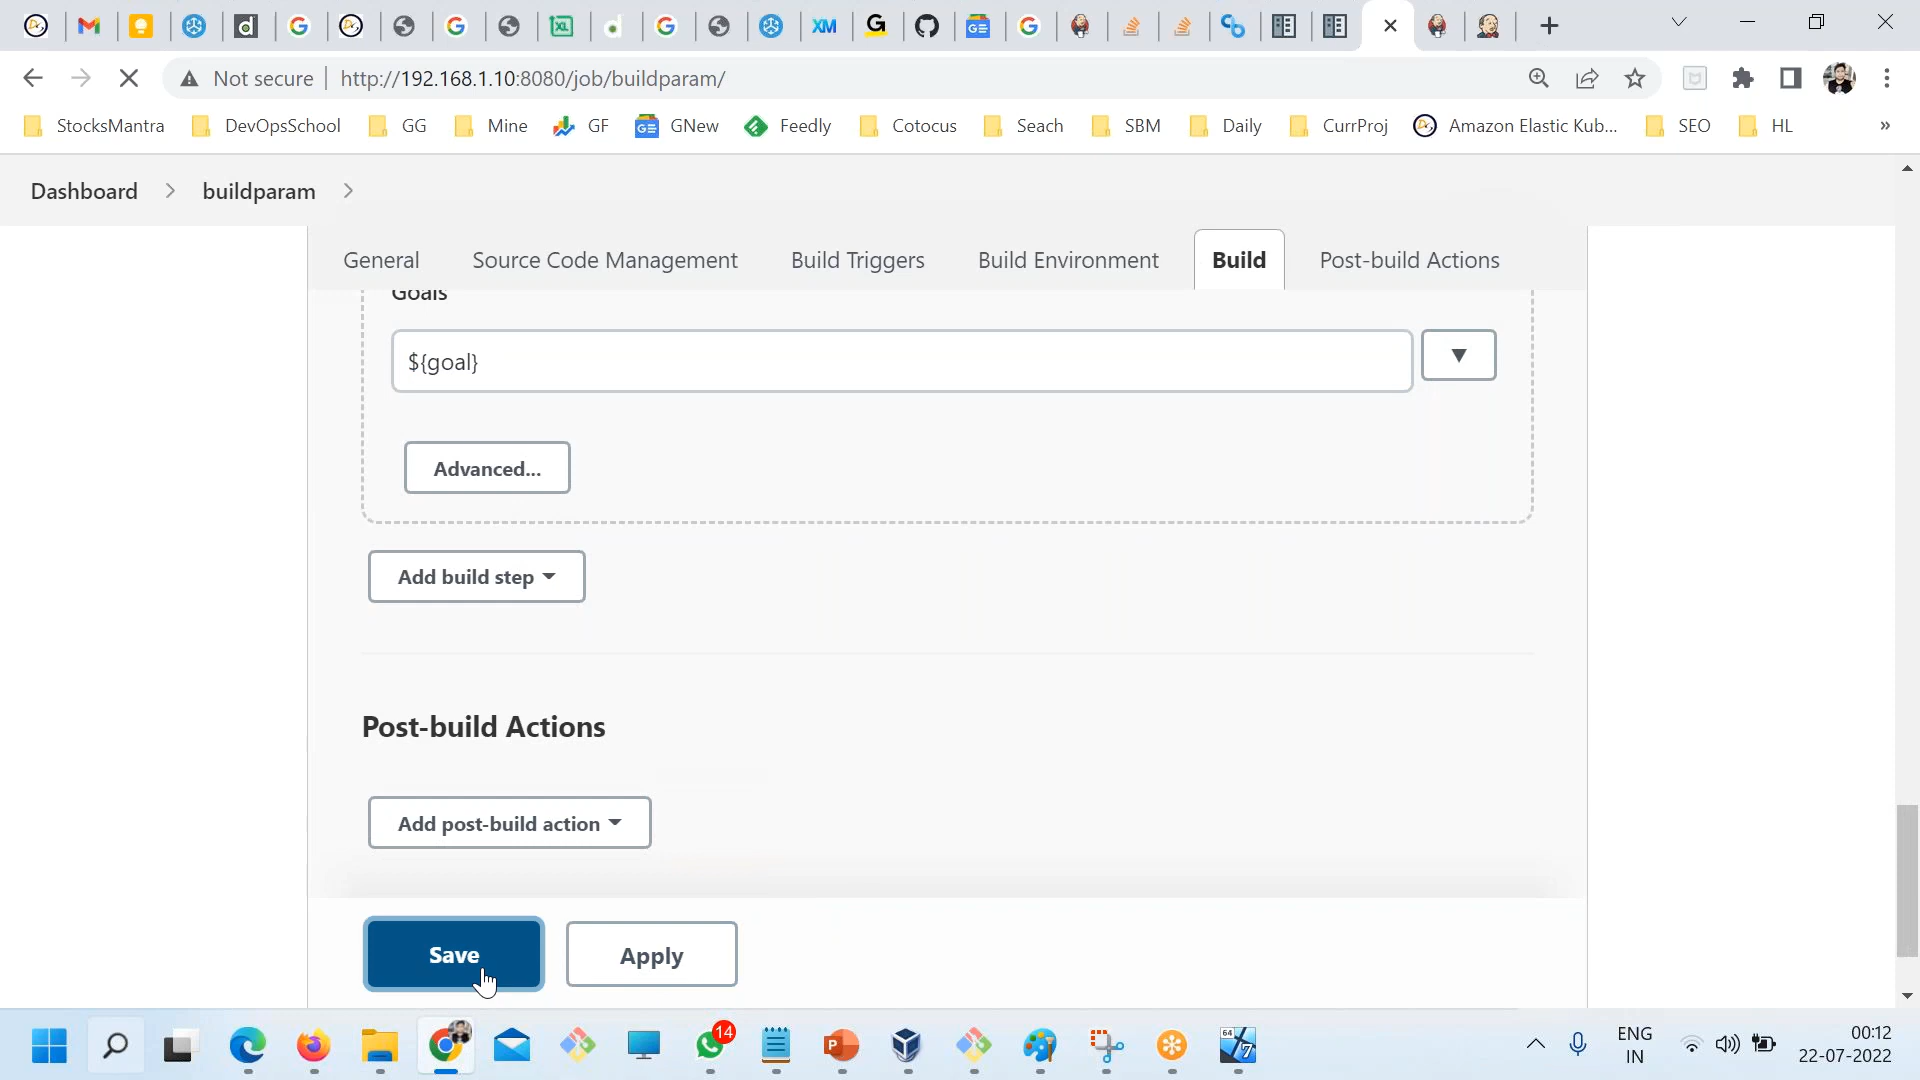 Not secure | http://192.168.1.10:8080/job/buildparam/
StocksMantra DevOpsSchool GG Mine GF GNew Feedly Cotocus Seach SBM Daily CurrProj Amazon Elastic Kub... SEO HL »
Dashboard > buildparam >
General Source Code Management Build Triggers Build Environment Build Post-build Actions
Goals
${goal}
Advanced...
Add build step
Post-build Actions
Add post-build action
Save Apply
14
64
7
ENG
IN
00:12
22-07-2022